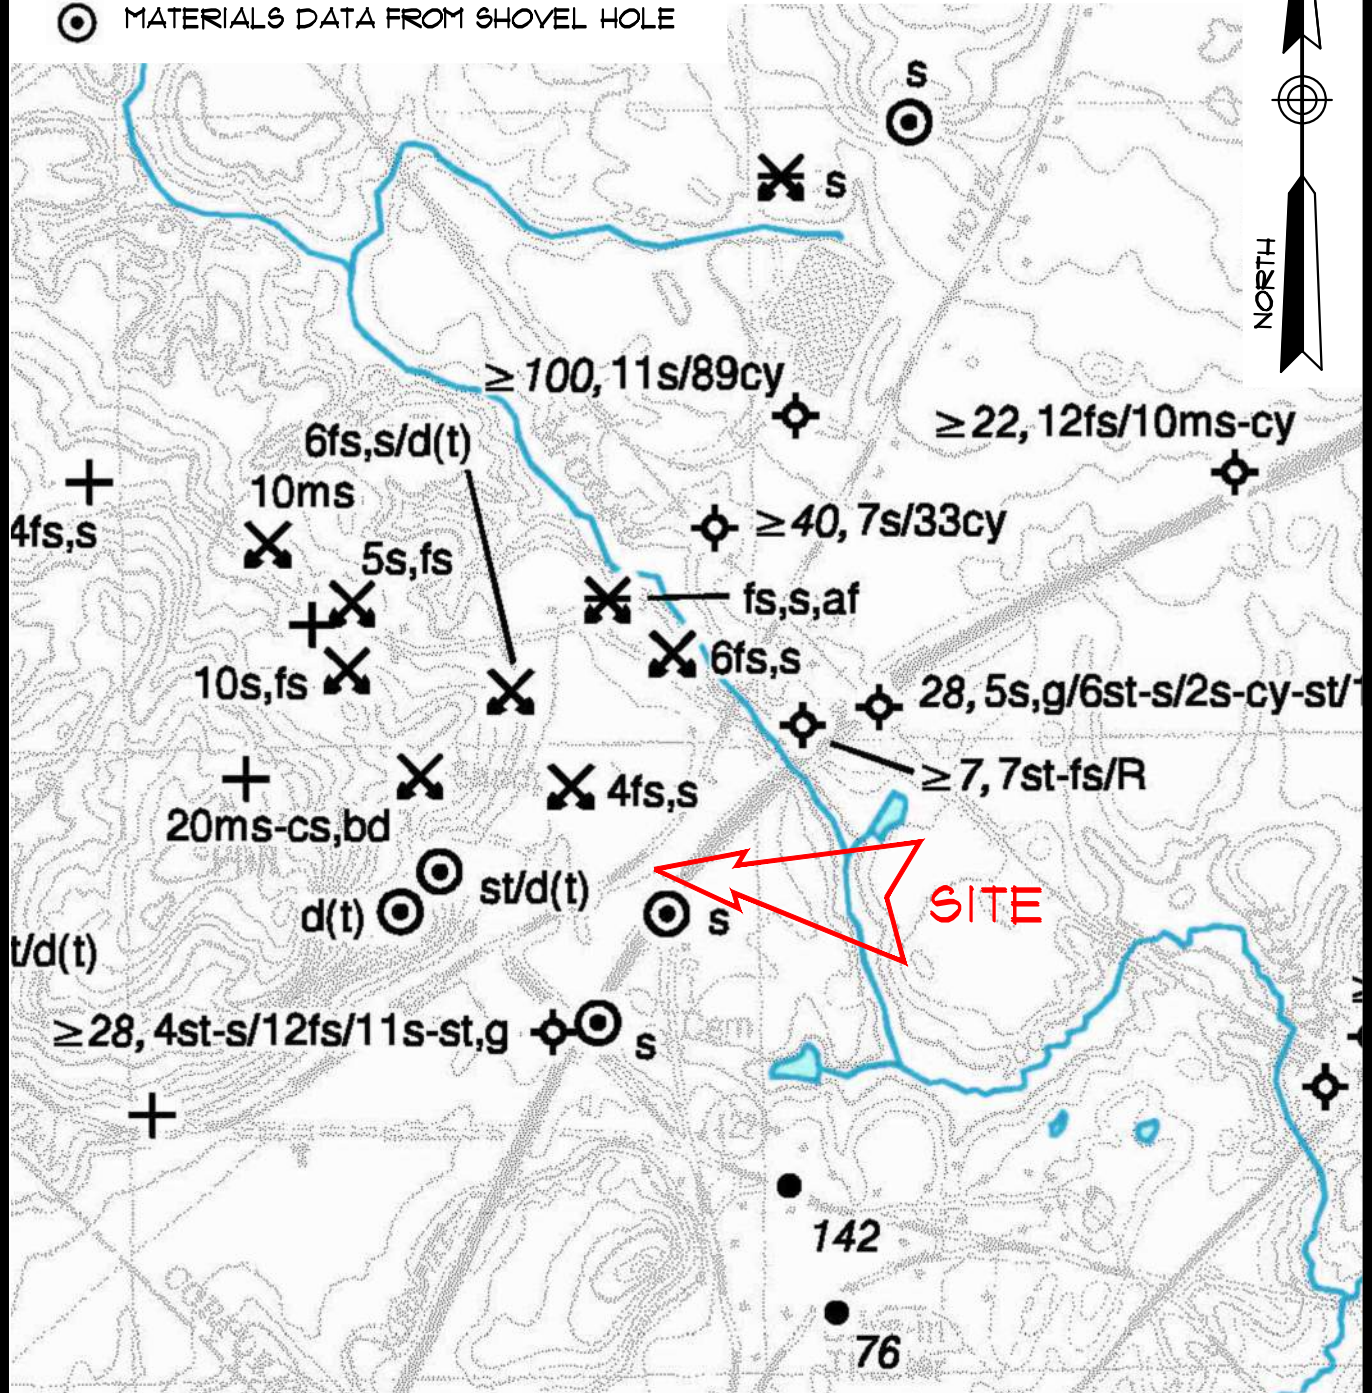 MATERIALS DATA FROM SHOVEL HOLE
s
s
NORTH
≥100, 11s/89cy
≥22, 12fs/10ms-cy
6fs,s/d(t)
10ms
4fs,s
≥40, 7s/33cy
5s,fs
fs,s,af
6fs,s
10s,fs
28, 5s,g/6st-s/2s-cy-st/1
≥7, 7st-fs/R
4fs,s
20ms-cs,bd
st/d(t)
d(t)
SITE
s
t/d(t)
≥28, 4st-s/12fs/11s-st,g
s
Cem
≥
142
76